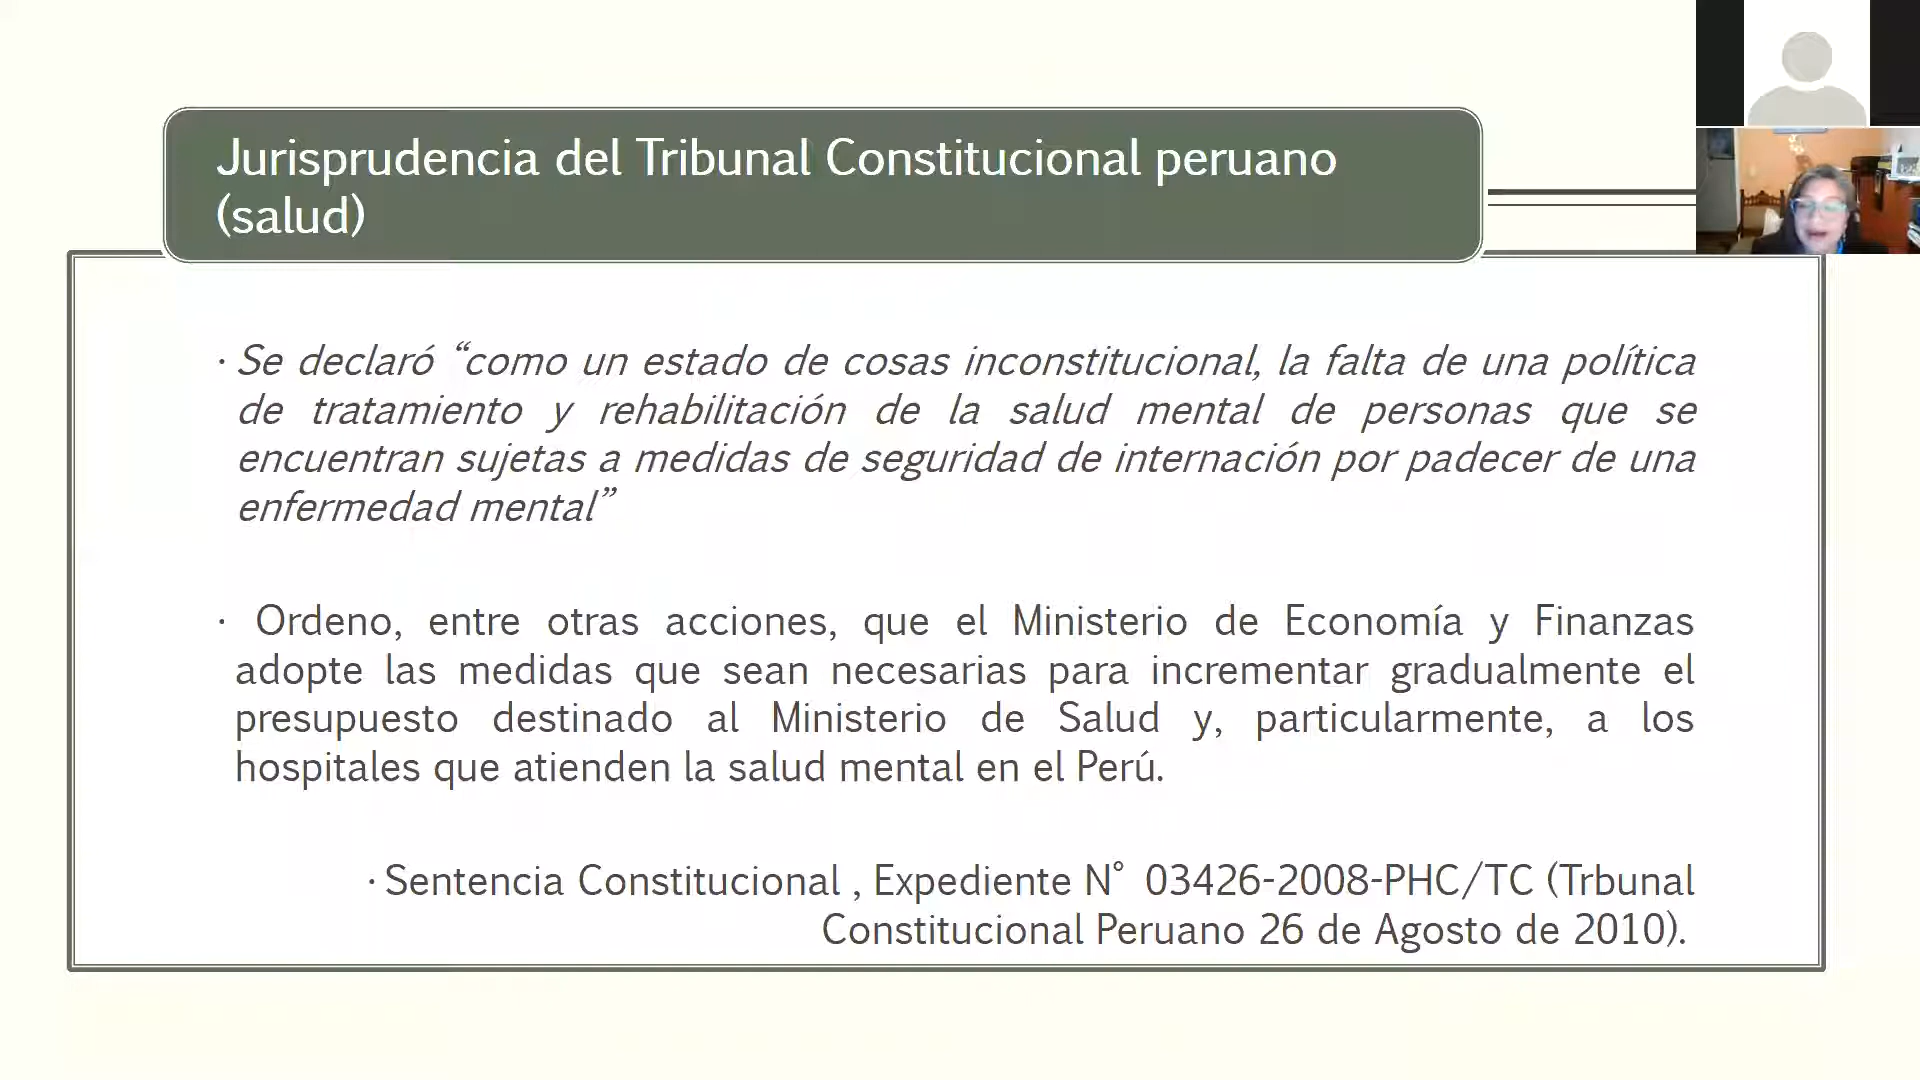 Jurisprudencia del Tribunal Constitucional peruano
(salud)
· Se declaró “como un estado de cosas inconstitucional, la falta de una política
de tratamiento y rehabilitación de la salud mental de personas que se
encuentran sujetas a medidas de seguridad de internación por padecer de una
enfermedad mental”
· Ordeno, entre otras acciones, que el Ministerio de Economía y Finanzas
adopte las medidas que sean necesarias para incrementar gradualmente el
presupuesto destinado al Ministerio de Salud y, particularmente, a los
hospitales que atienden la salud mental en el Perú.
· Sentencia Constitucional , Expediente N° 03426-2008-PHC/TC (Trbunal
Constitucional Peruano 26 de Agosto de 2010).